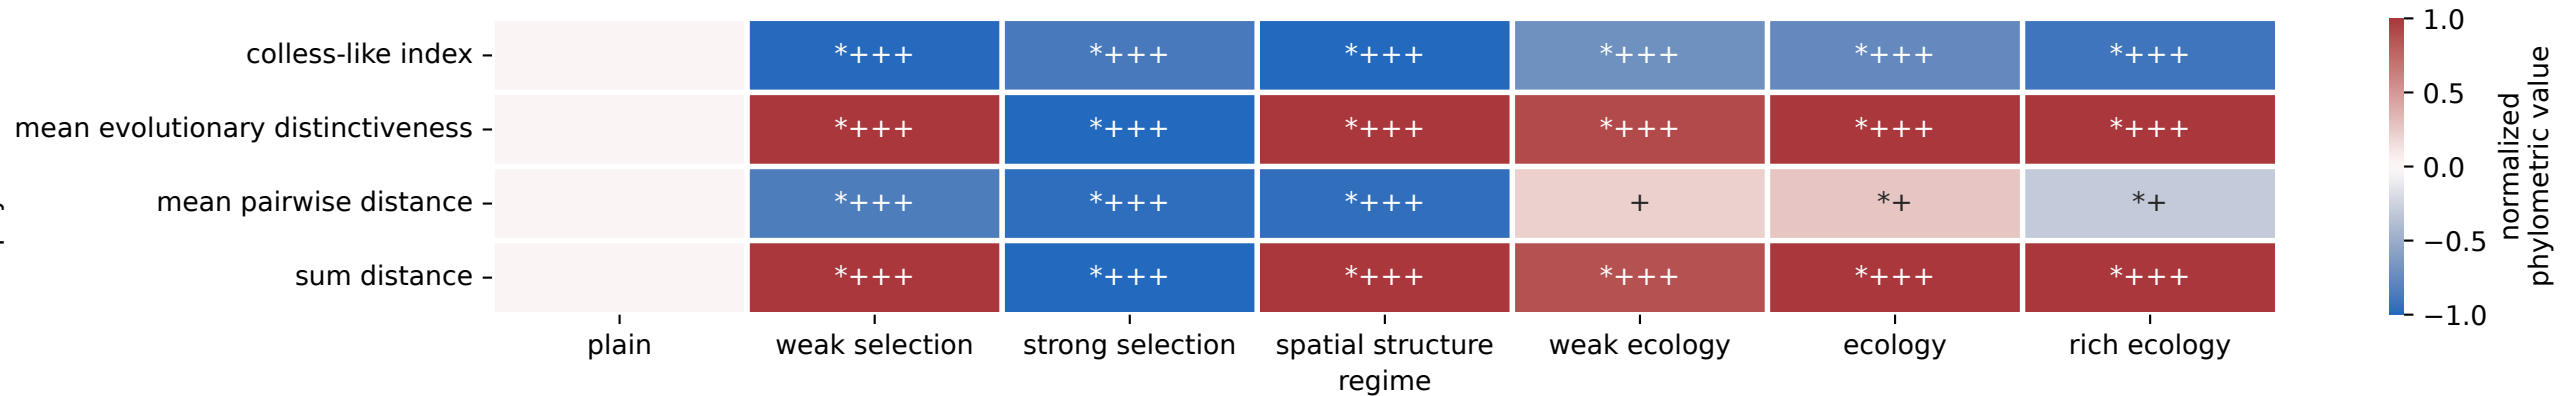 colless-like index
*+++ *+++ *+++ *+++ *+++ *+++
mean evolutionary distinctiveness
*+++ *+++ *+++ *+++ *+++ *+++
mean pairwise distance
*+++ *+++ *+++ + *+ *+
sum distance
*+++ *+++ *+++ *+++ *+++ *+++
plain weak selection strong selection spatial structure weak ecology ecology rich ecology
regime
1.0
0.5
0.0
−0.5
−1.0
normalized
phylometric value